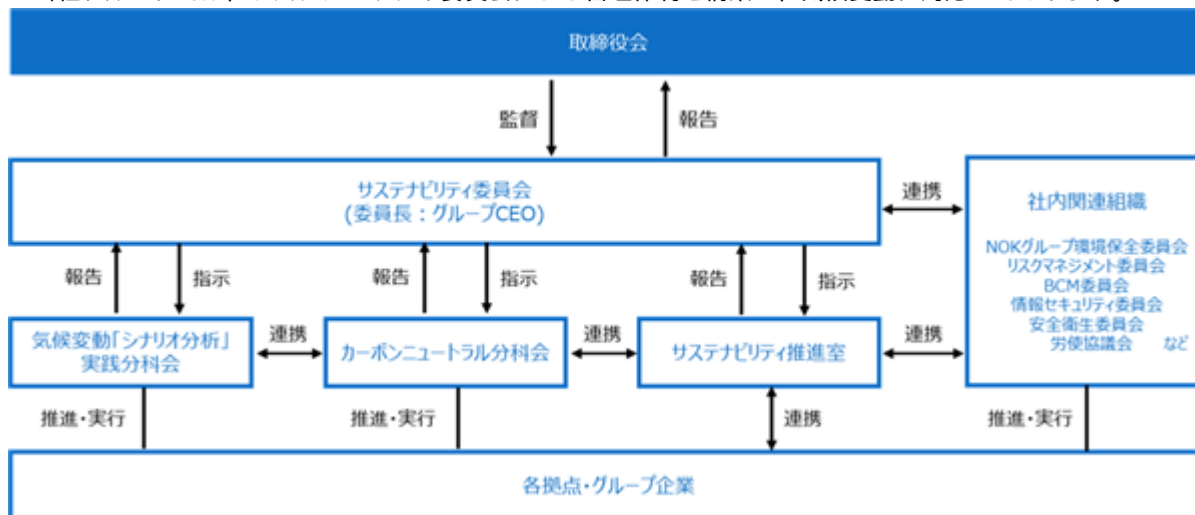 取締役会
監督
報告
サステナビリティ委員会
(委員長：グループCEO)
連携
社内関連組織
NOKグループ環境保全委員会
リスクマネジメント委員会
BCM委員会
情報セキュリティ委員会
安全衛生委員会
労使協議会 など
報告
指示
報告
指示
報告
指示
気候変動「シナリオ分析」
実践分科会
連携
カーボンニュートラル分科会
連携
サステナビリティ推進室
連携
推進・実行
推進・実行
連携
推進・実行
各拠点・グループ企業